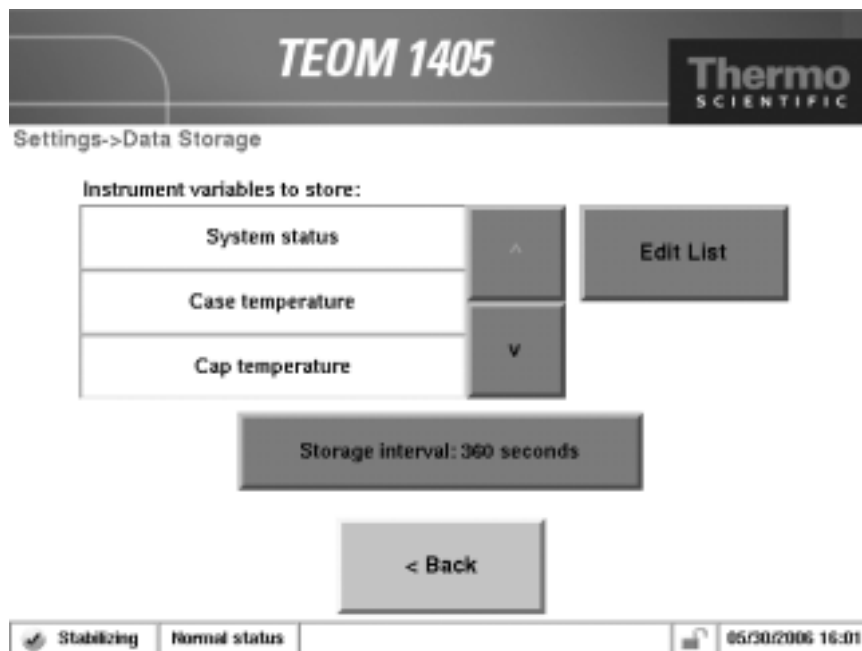 TEOM 1405
Thermo
SCIENTIFIC
Settings->Data Storage
Instrument variables to store:
System status
^
Edit List
Case temperature
Cap temperature
v
Storage interval: 360 seconds
< Back
Stabilizing
Normal status
05/30/2006 16:01